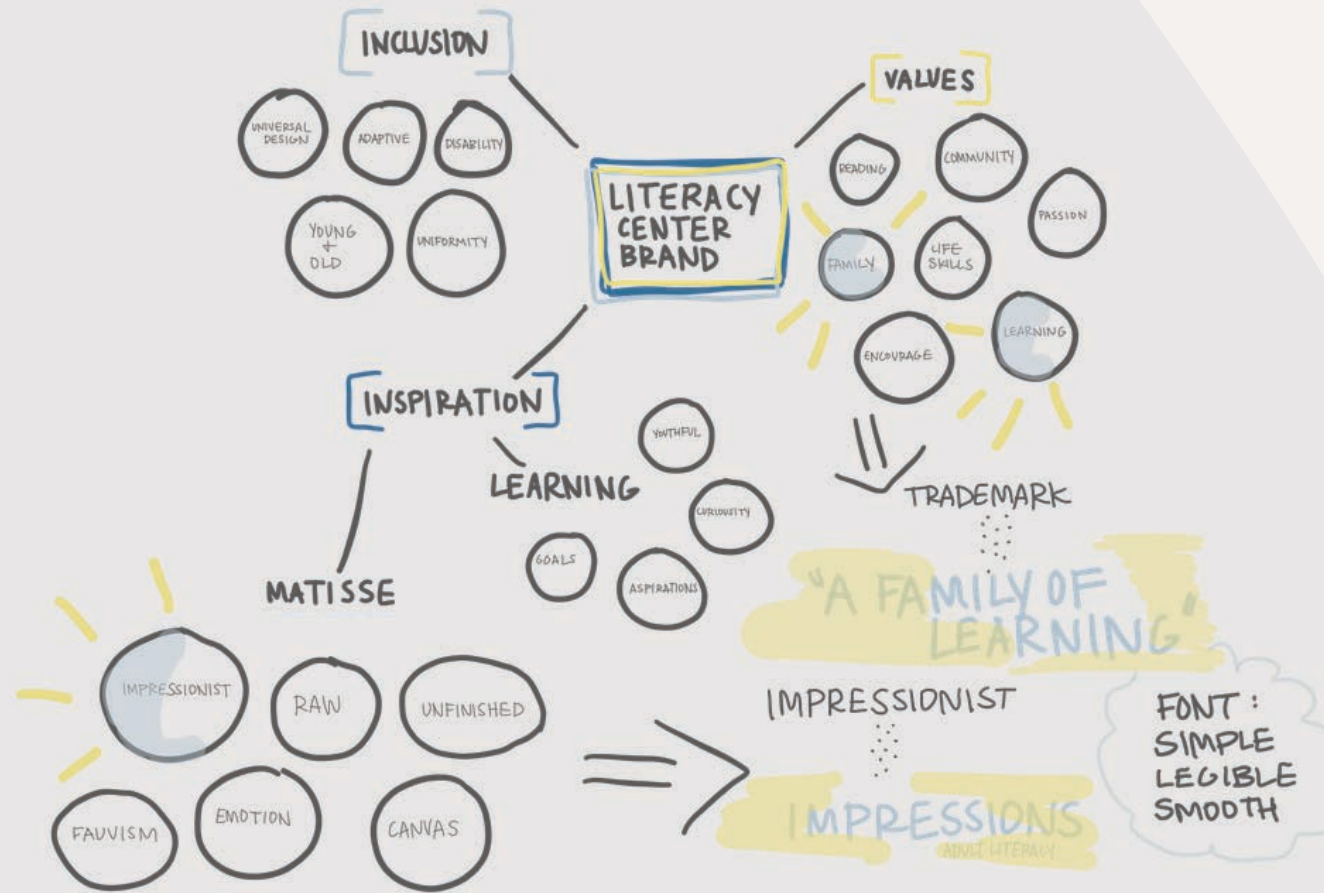 INCLUSION
UNIVERSAL
DESIGN
ADAPTIVE
DISABILITY
YOUNG
+
OLD
UNIFORMITY
LITERACY
CENTER
BRAND
VALUES
READING
COMMUNITY
PASSION
FAMILY
LIFE
SKILLS
LEARNING
ENCOURAGE
INSPIRATION
LEARNING
YOUTHFUL
CURIOUSITY
GOALS
ASPIRATIONS
MATISSE
IMPRESSIONIST
RAW
UNFINISHED
FAUVISM
EMOTION
CANVAS
TRADEMARK
"A FAMILY OF
LEARNING"
IMPRESSIONIST
IMPRESSIONS
ADULT LITERACY
FONT :
SIMPLE
LEGIBLE
SMOOTH